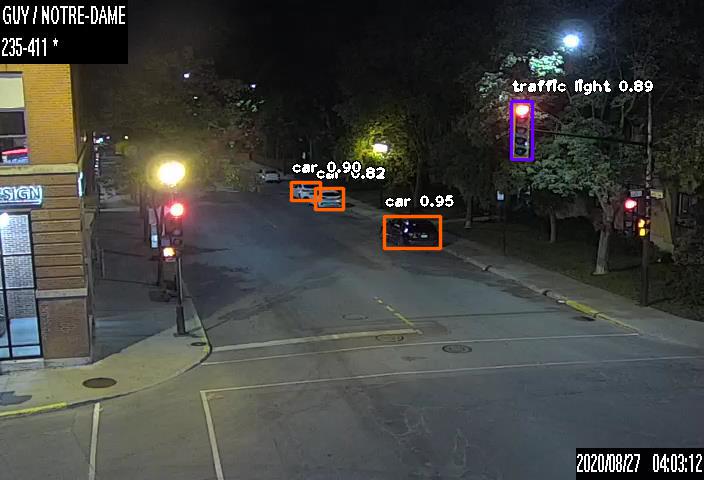 GUY / NOTRE-DAME
235-411 *
traffic light 0.89
car 0.90
car 0.82
car 0.95
SIGN
2020/08/27 04:03:12